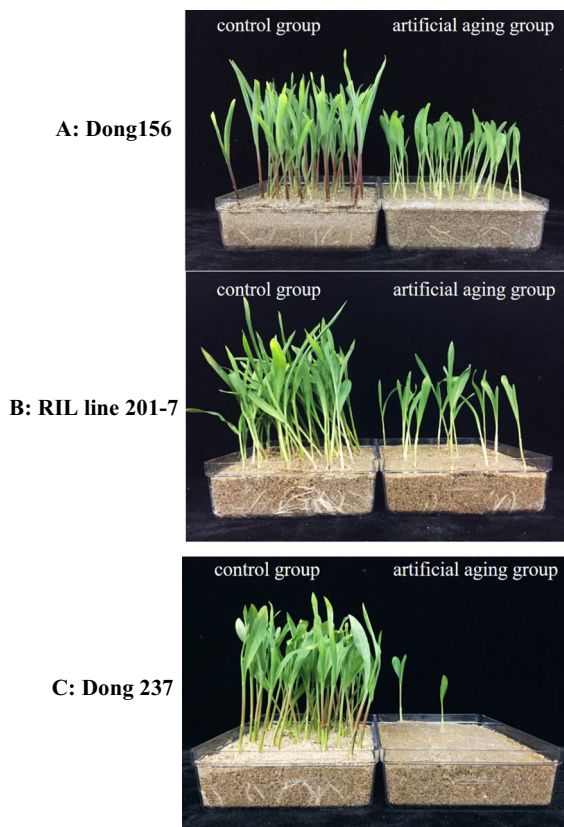 control group artificial aging group
A: Dong156
control group artificial aging group
B: RIL line 201-7
control group artificial aging group
C: Dong 237